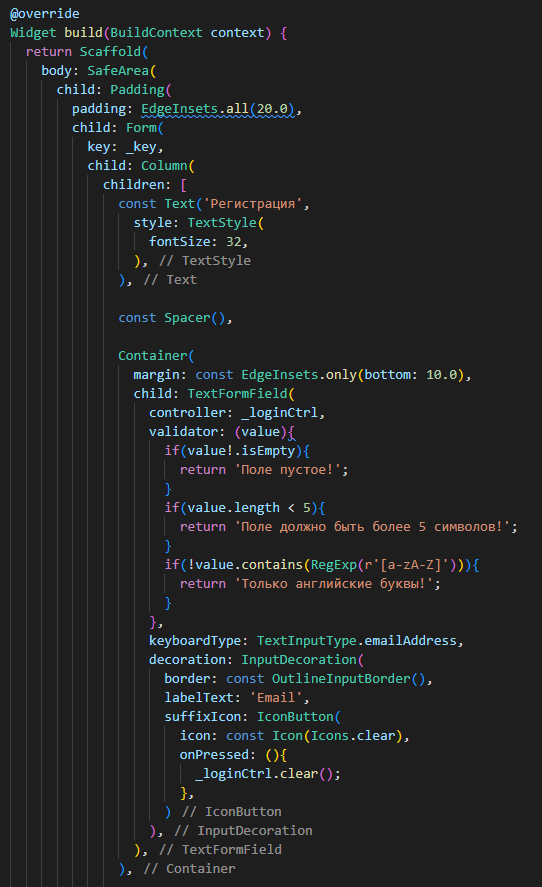 @override
Widget build(BuildContext context) {
  return Scaffold(
    body: SafeArea(
      child: Padding(
        padding: EdgeInsets.all(20.0),
        child: Form(
          key: _key,
          child: Column(
            children: [
              const Text('Регистрация',
                style: TextStyle(
                  fontSize: 32,
                ), // TextStyle
              ), // Text

              const Spacer(),

              Container(
                margin: const EdgeInsets.only(bottom: 10.0),
                child: TextFormField(
                  controller: _loginCtrl,
                  validator: (value){
                    if(value!.isEmpty){
                      return 'Поле пустое!';
                    }
                    if(value.length < 5){
                      return 'Поле должно быть более 5 символов!';
                    }
                    if(!value.contains(RegExp(r'[a-zA-Z]'))){
                      return 'Только английские буквы!';
                    }
                  },
                  keyboardType: TextInputType.emailAddress,
                  decoration: InputDecoration(
                    border: const OutlineInputBorder(),
                    labelText: 'Email',
                    suffixIcon: IconButton(
                      icon: const Icon(Icons.clear),
                      onPressed: (){
                        _loginCtrl.clear();
                      },
                    ) // IconButton
                  ), // InputDecoration
                ), // TextFormField
              ), // Container